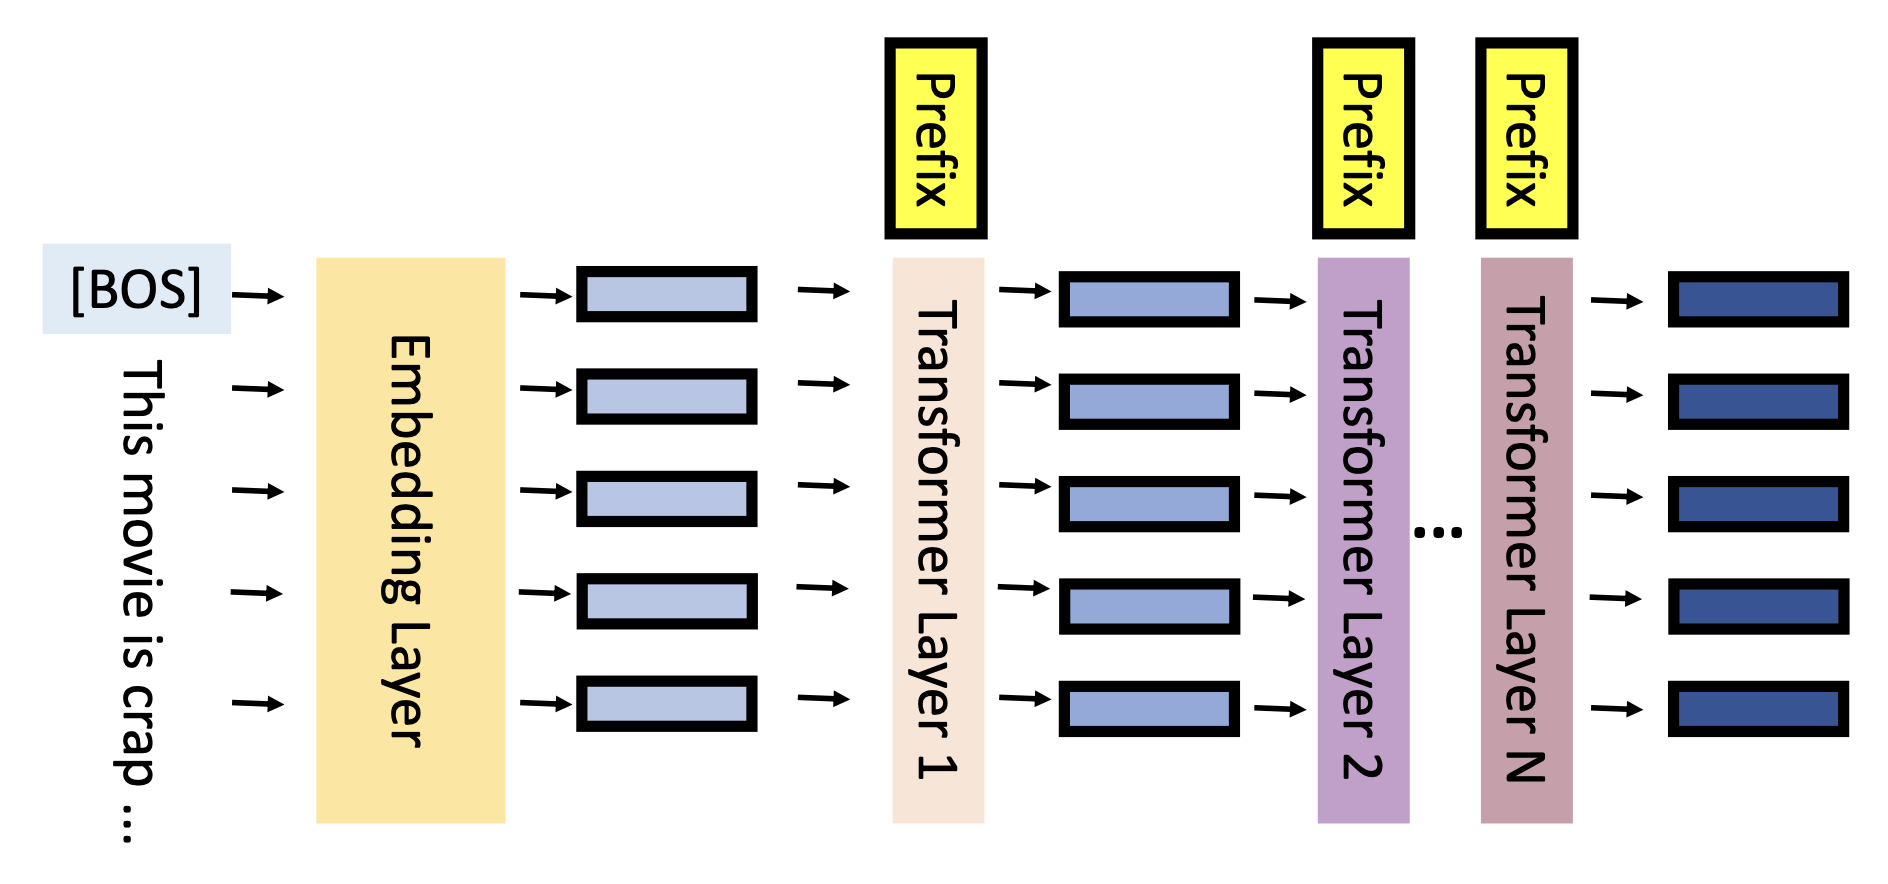 [BOS]
This movie is crap ...
Embedding Layer
Prefix
Transformer Layer 1
Prefix
Transformer Layer 2
...
Prefix
Transformer Layer N